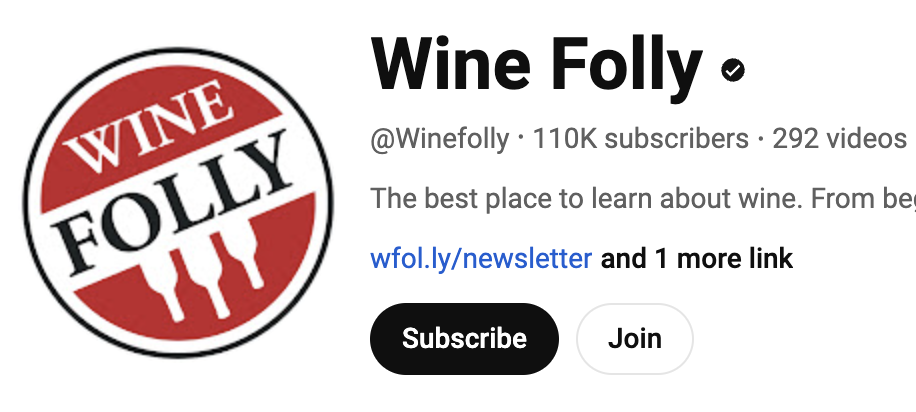 WINE
FOLLY
Wine Folly
@Winefolly · 110K subscribers · 292 videos
The best place to learn about wine. From
wfol.ly/newsletter and 1 more link
Subscribe
Join